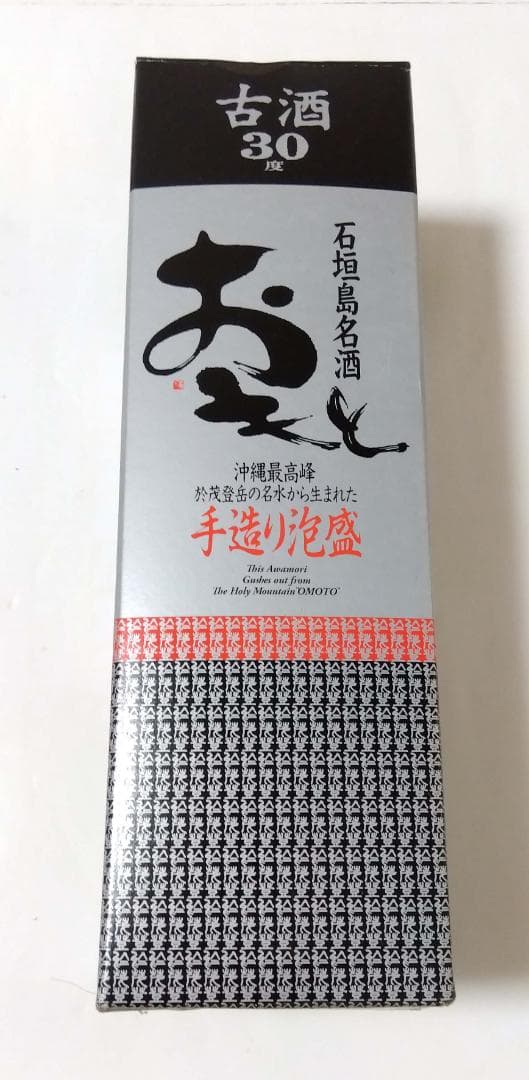 古酒
30
度
石垣島名酒
おもと
沖縄最高峰
於茂登岳の名水から生まれた
手造り泡盛
This Awamori
Gushes out from
The Holy Mountain "OMOTO"